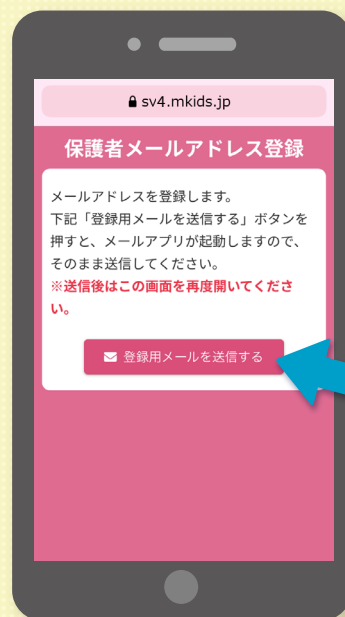 sv4.mkids.jp
保護者メールアドレス登録
メールアドレスを登録します。
下記「登録用メールを送信する」ボタンを
押すと、メールアプリが起動しますので、
そのまま送信してください。
※送信後はこの画面を再度開いてくださ
い。
登録用メールを送信する